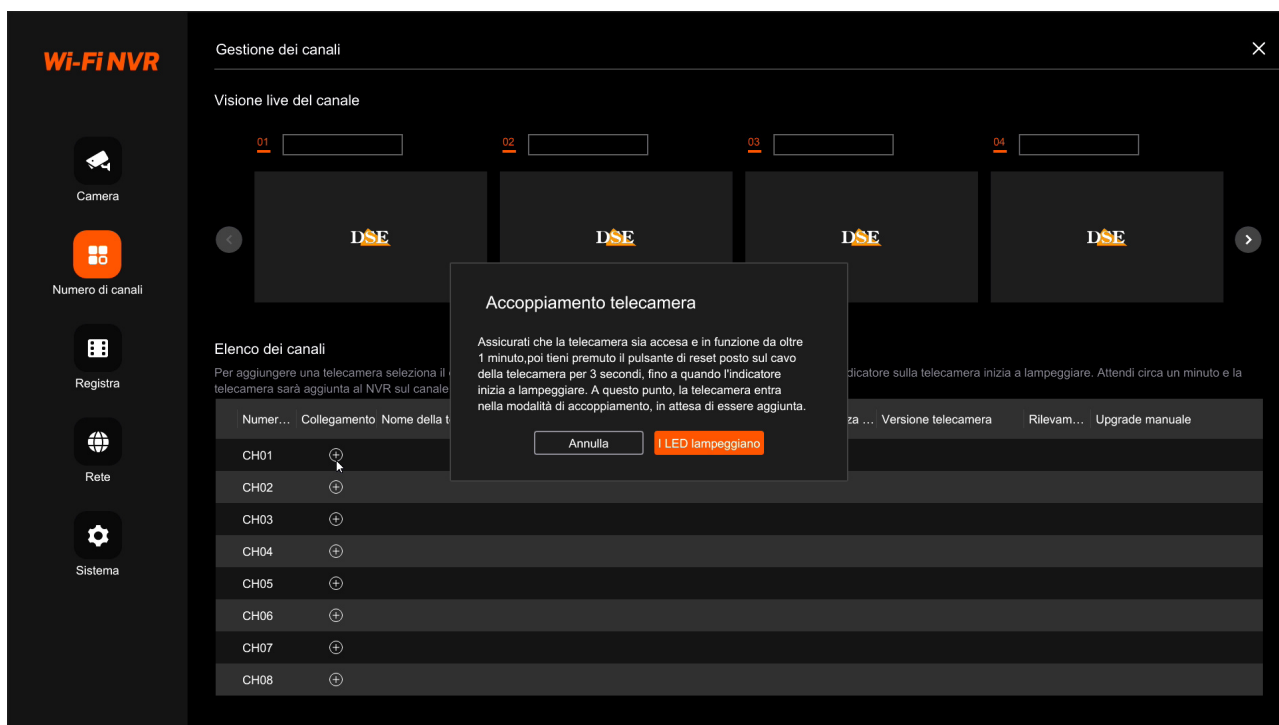 Wi-Fi NVR
Gestione dei canali
Visione live del canale
01
02
03
04
DSE
DSE
DSE
DSE
Camera
Numero di canali
Registra
Rete
Sistema
Accoppiamento telecamera
Assicurati che la telecamera sia accesa e in funzione da oltre
1 minuto,poi tieni premuto il pulsante di reset posto sul cavo
della telecamera per 3 secondi, fino a quando l'indicatore
inizia a lampeggiare. A questo punto, la telecamera entra
nella modalità di accoppiamento, in attesa di essere aggiunta.
Annulla
I LED lampeggiano
Elenco dei canali
Per aggiungere una telecamera seleziona il
dicatore sulla telecamera inizia a lampeggiare. Attendi circa un minuto e la
telecamera sarà aggiunta al NVR sul canale
Numer... Collegamento Nome della t
za ... Versione telecamera Rilevam... Upgrade manuale
CH01
CH02
CH03
CH04
CH05
CH06
CH07
CH08